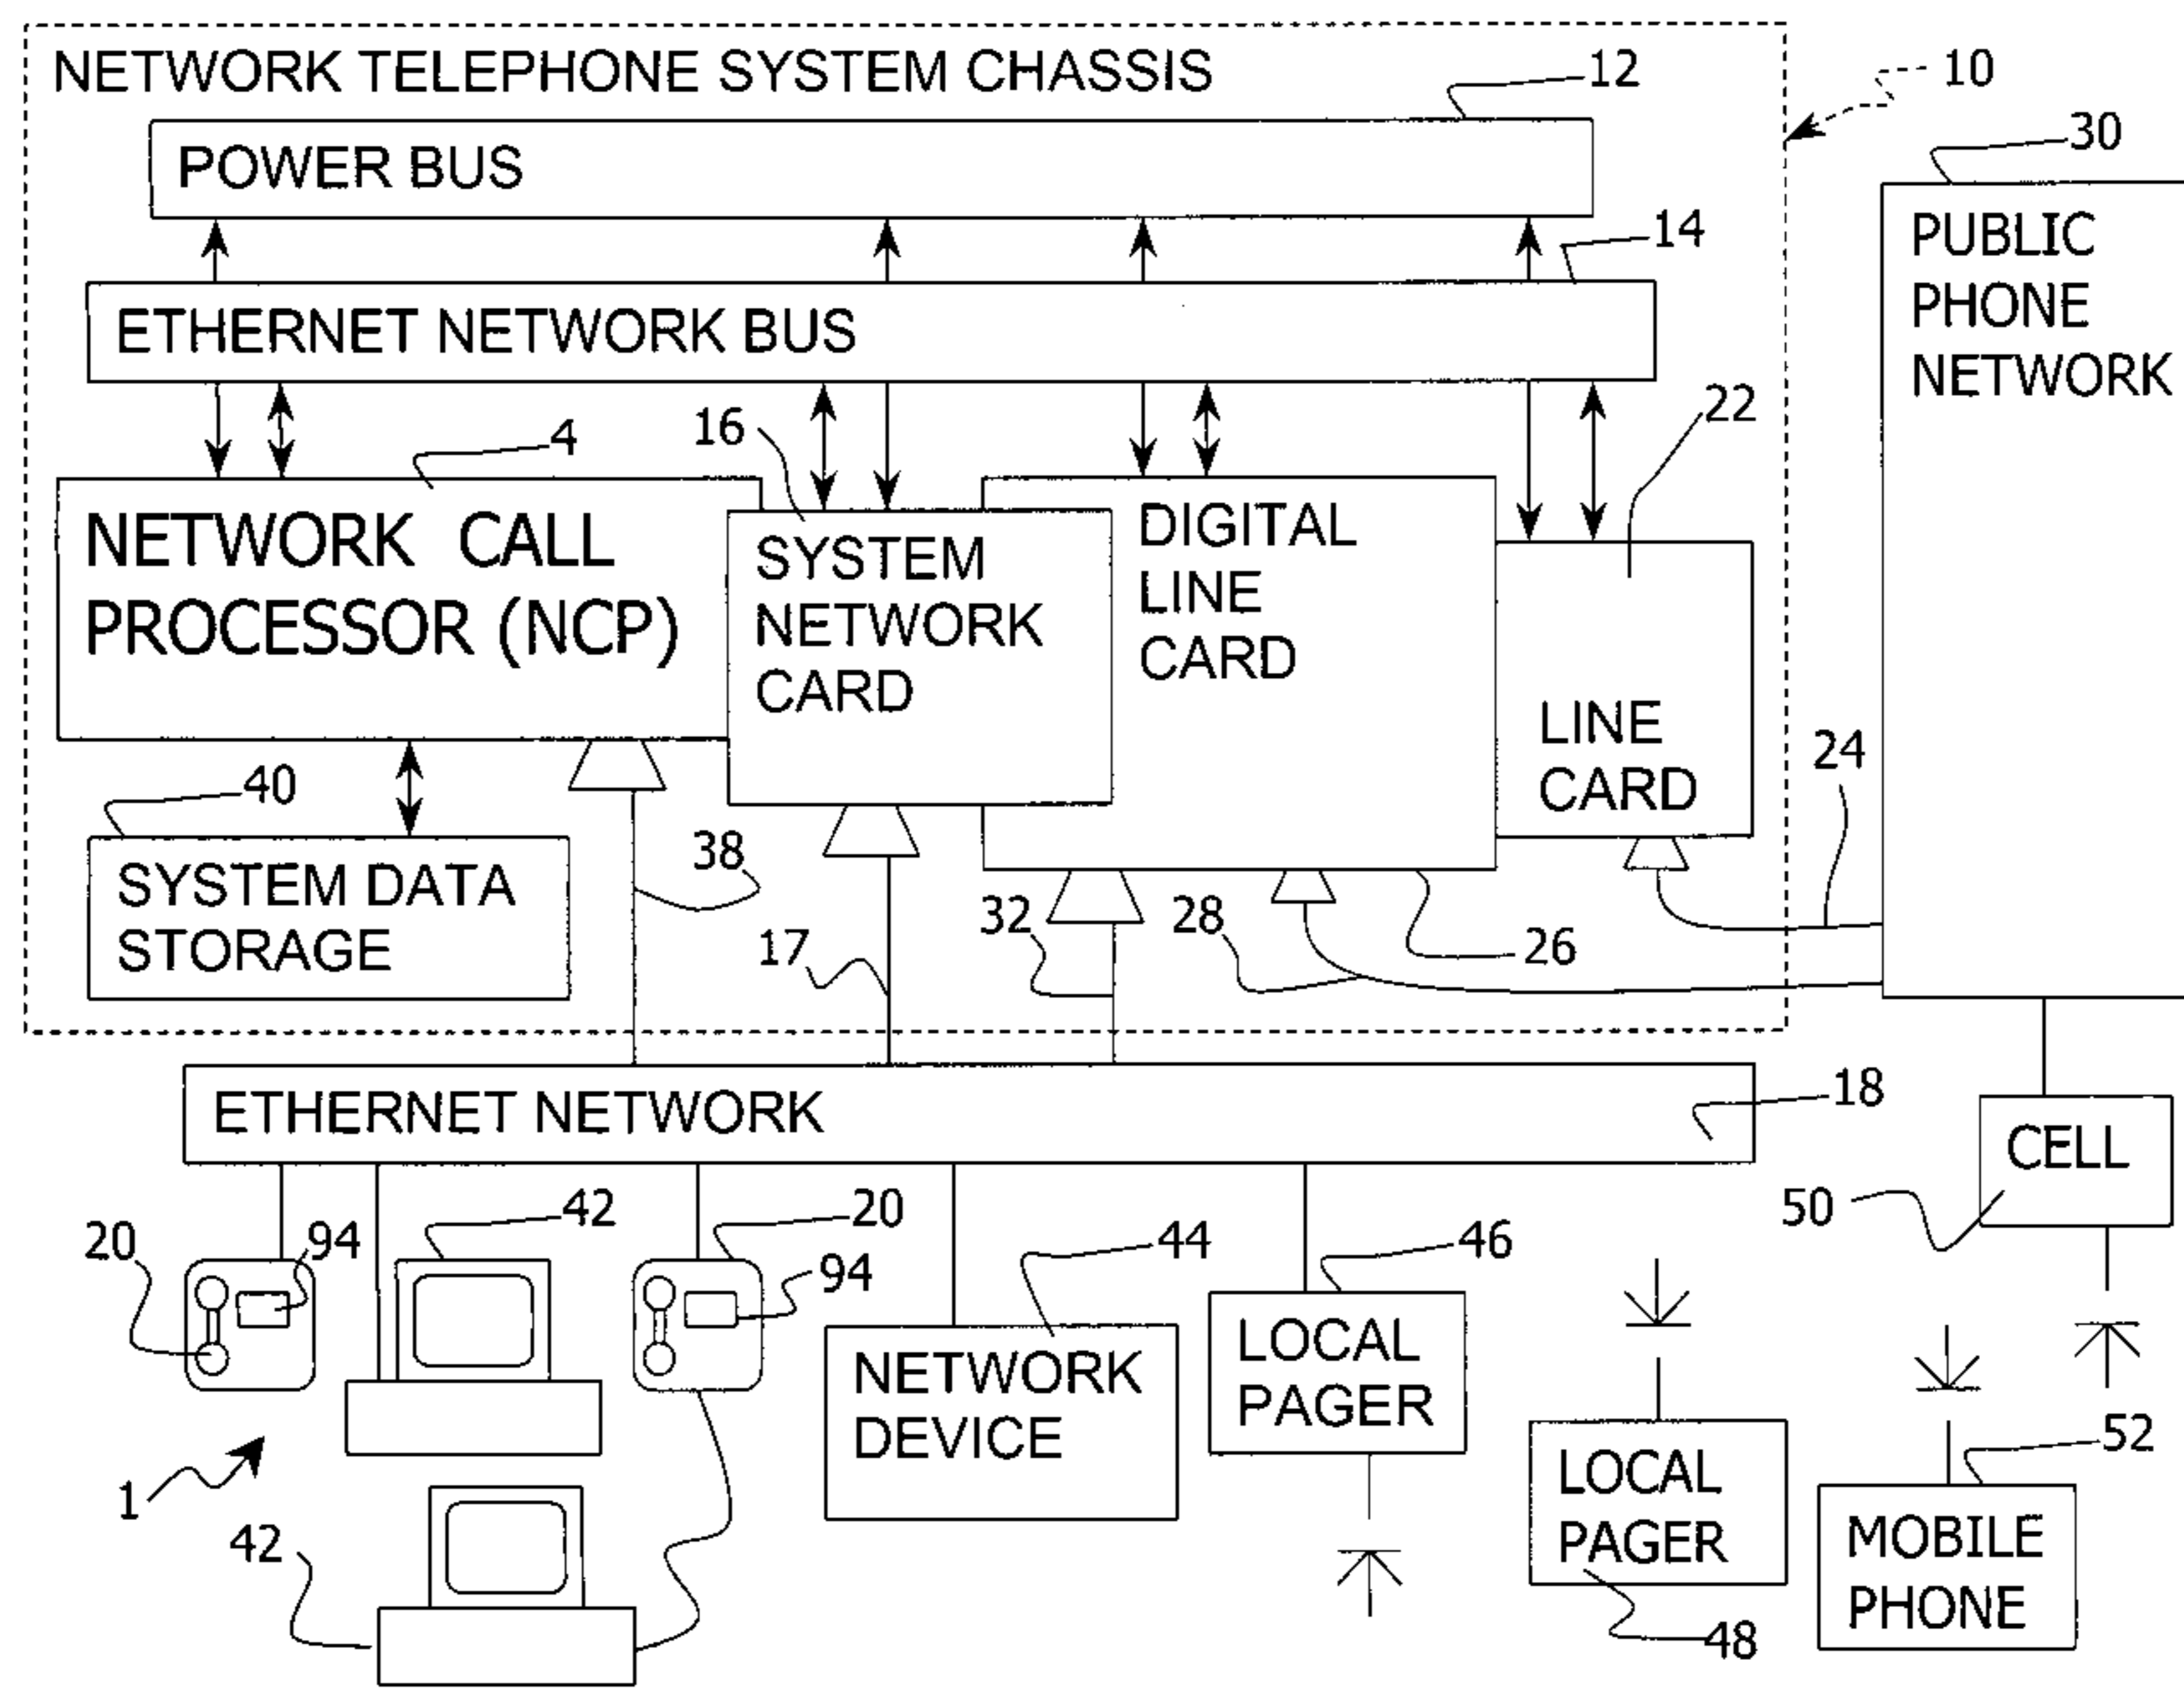 NETWORK TELEPHONE SYSTEM CHASSIS
12
10
30
POWER BUS
PUBLIC
PHONE
NETWORK
14
ETHERNET NETWORK BUS
4
16
22
NETWORK CALL
PROCESSOR (NCP)
SYSTEM
NETWORK
CARD
DIGITAL
LINE
CARD
LINE
CARD
24
40
38
SYSTEM DATA
STORAGE
17
32
28
26
ETHERNET NETWORK
18
CELL
50
20
94
42
20
94
44
46
NETWORK
DEVICE
LOCAL
PAGER
LOCAL
PAGER
52
1
42
MOBILE
PHONE
48